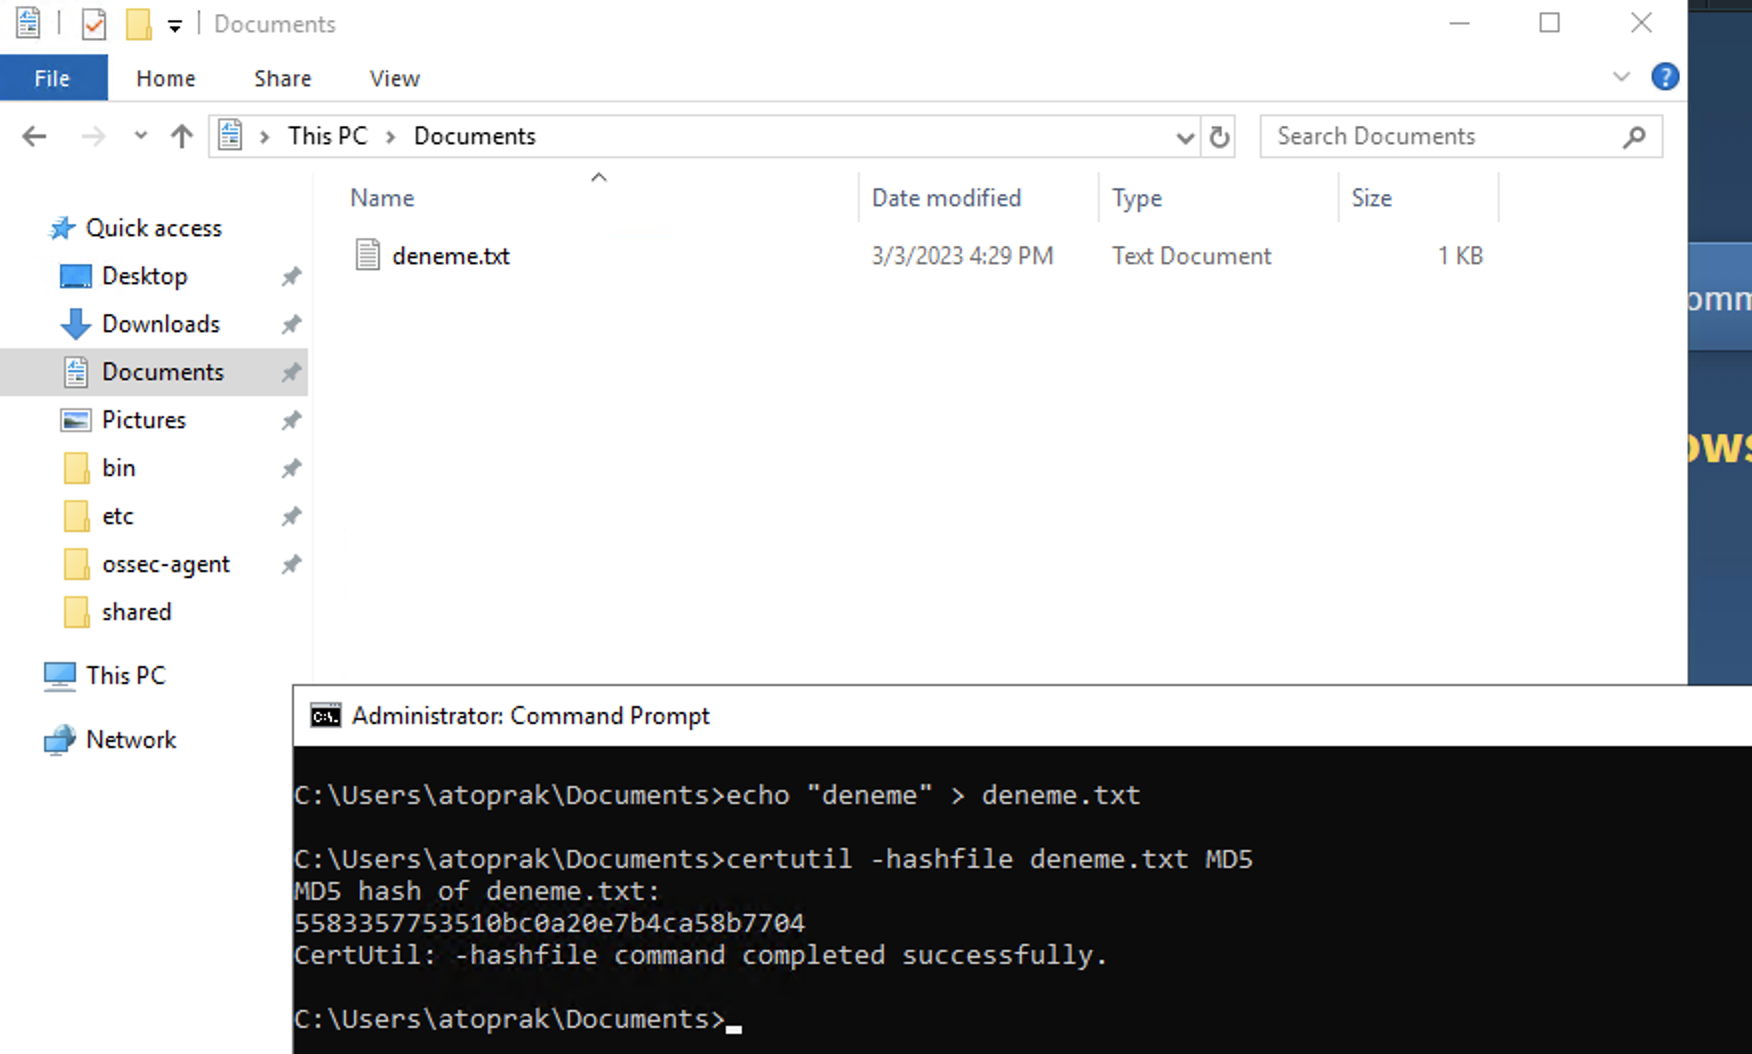 Documents
File Home Share View
This PC > Documents
Search Documents
Name Date modified Type Size
deneme.txt 3/3/2023 4:29 PM Text Document 1 KB
Quick access
Desktop
Downloads
Documents
Pictures
bin
etc
ossec-agent
shared
This PC
Network
Administrator: Command Prompt
C:\Users\atoprak\Documents>echo "deneme" > deneme.txt
C:\Users\atoprak\Documents>certutil -hashfile deneme.txt MD5
MD5 hash of deneme.txt:
5583357753510bc0a20e7b4ca58b7704
CertUtil: -hashfile command completed successfully.
C:\Users\atoprak\Documents>